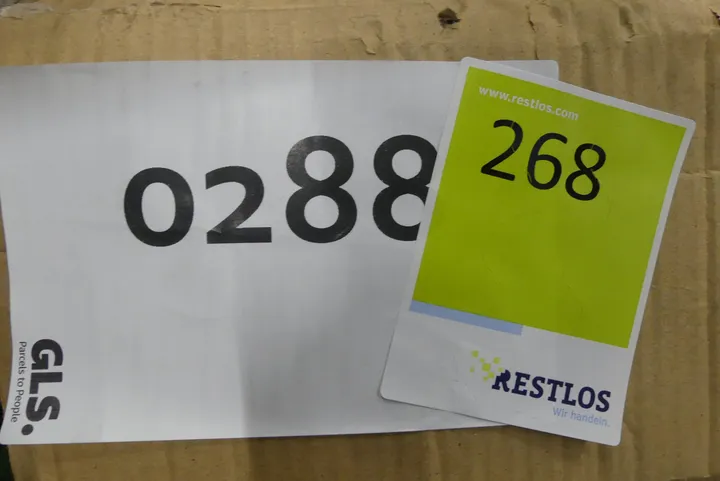 0288
GLS.
Parcels to People
www.restlos.com
268
RESTLOS
Wir handeln.